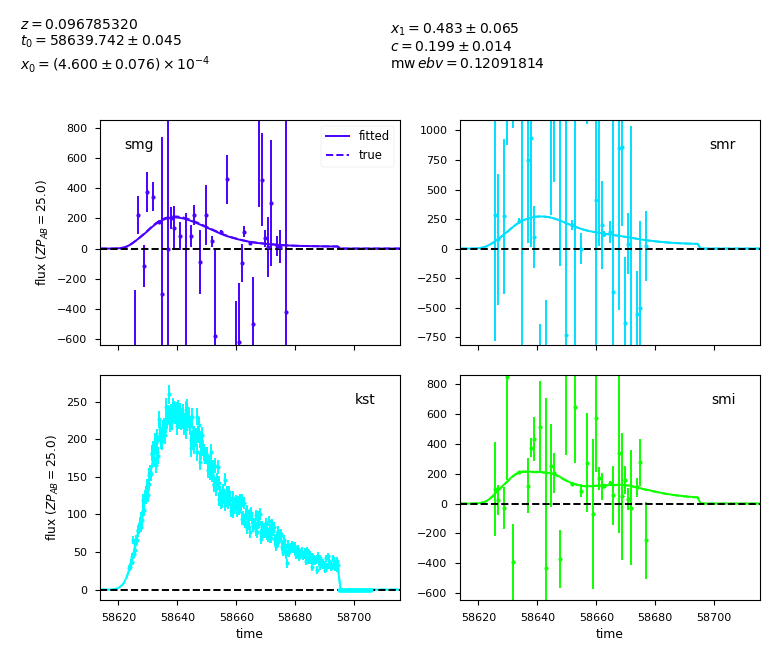 z = 0.096785320
t₀ = 58639.742 ± 0.045
x₀ = (4.600 ± 0.076) × 10⁻⁴
x₁ = 0.483 ± 0.065
c = 0.199 ± 0.014
mw ebv = 0.12091814
800
600
400
200
0
−200
−400
−600
flux (ZP_AB = 25.0)
smg
fitted
true
1000
750
500
250
0
−250
−500
−750
smr
250
200
150
100
50
0
flux (ZP_AB = 25.0)
kst
58620 58640 58660 58680 58700
time
800
600
400
200
0
−200
−400
−600
smi
58620 58640 58660 58680 58700
time